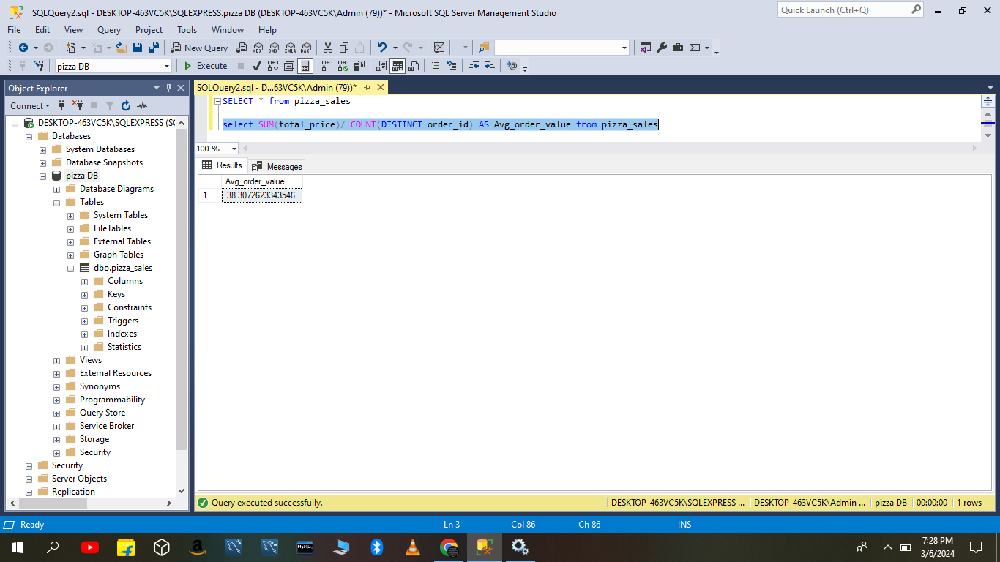 SQLQuery2.sql - DESKTOP-463VC5K\SQLEXPRESS.pizza DB (DESKTOP-463VC5K\Admin (79))* - Microsoft SQL Server Management Studio
Quick Launch (Ctrl+Q)
File Edit View Query Project Tools Window Help
New Query
MDX DMX XMLA DAX
pizza DB
Execute
Object Explorer
SQLQuery2.sql - D...63VC5K\Admin (79))*
Connect
DESKTOP-463VC5K\SQLEXPRESS (SC
Databases
System Databases
Database Snapshots
pizza DB
Database Diagrams
Tables
System Tables
FileTables
External Tables
Graph Tables
dbo.pizza_sales
Columns
Keys
Constraints
Triggers
Indexes
Statistics
Views
External Resources
Synonyms
Programmability
Query Store
Service Broker
Storage
Security
Security
Server Objects
Replication
SELECT * from pizza_sales
select SUM(total_price)/ COUNT(DISTINCT order_id) AS Avg_order_value from pizza_sales
100 %
Results Messages
Avg_order_value
1 38.3072623343546
Query executed successfully.
DESKTOP-463VC5K\SQLEXPRESS ... DESKTOP-463VC5K\Admin ... pizza DB 00:00:00 1 rows
Ready Ln 3 Col 86 Ch 86 INS
MySQL
7:28 PM
3/6/2024